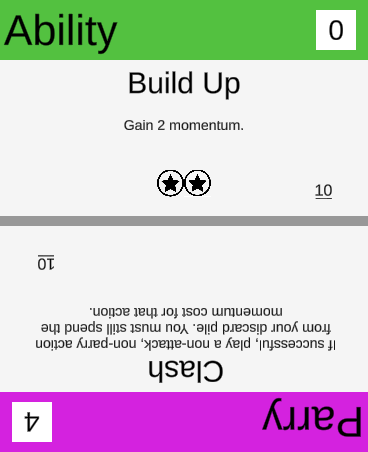 Ability
0
Build Up
Gain 2 momentum.
10
Parry
4
Clash
If successful, play a non-attack, non-parry action
from your discard pile. You must still spend the
momentum cost for that action.
10